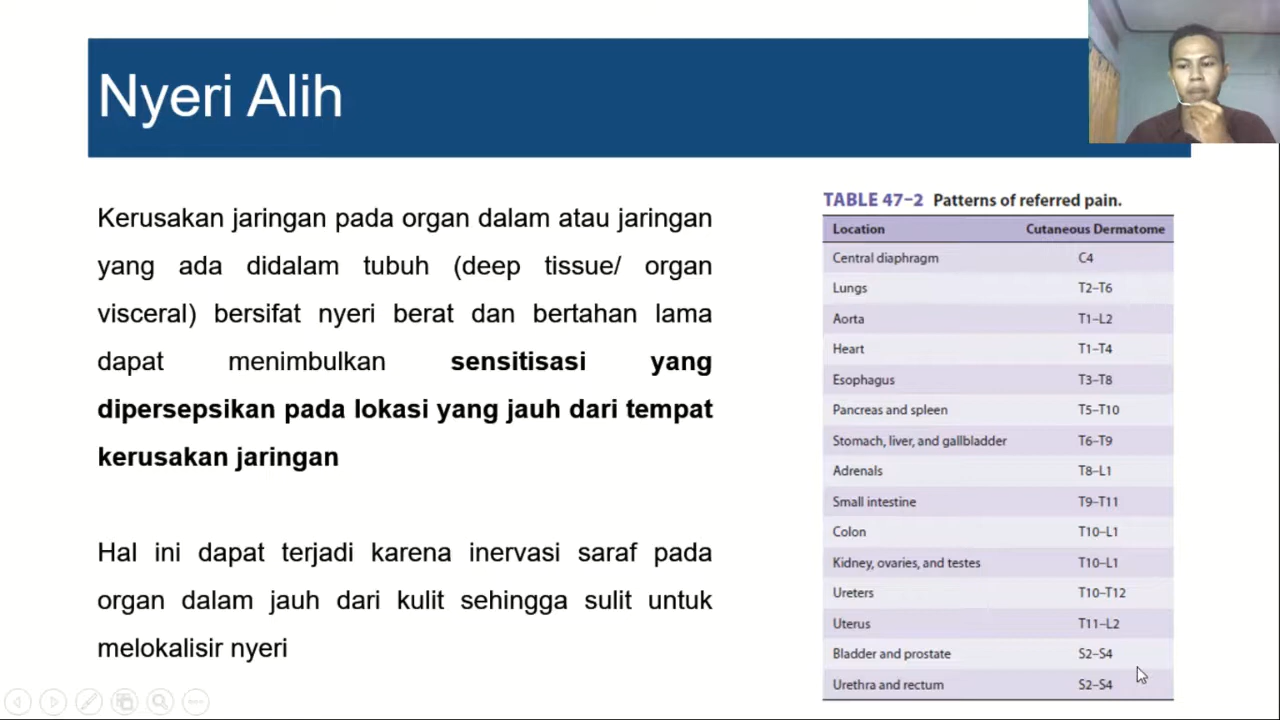 Nyeri Alih
Kerusakan jaringan pada organ dalam atau jaringan
yang ada didalam tubuh (deep tissue/ organ
visceral) bersifat nyeri berat dan bertahan lama
dapat menimbulkan sensitisasi yang
dipersepsikan pada lokasi yang jauh dari tempat
kerusakan jaringan
Hal ini dapat terjadi karena inervasi saraf pada
organ dalam jauh dari kulit sehingga sulit untuk
melokalisir nyeri
TABLE 47–2 Patterns of referred pain.
Location Cutaneous Dermatome
Central diaphragm C4
Lungs T2–T6
Aorta T1–L2
Heart T1–T4
Esophagus T3–T8
Pancreas and spleen T5–T10
Stomach, liver, and gallbladder T6–T9
Adrenals T8–L1
Small intestine T9–T11
Colon T10–L1
Kidney, ovaries, and testes T10–L1
Ureters T10–T12
Uterus T11–L2
Bladder and prostate S2–S4
Urethra and rectum S2–S4